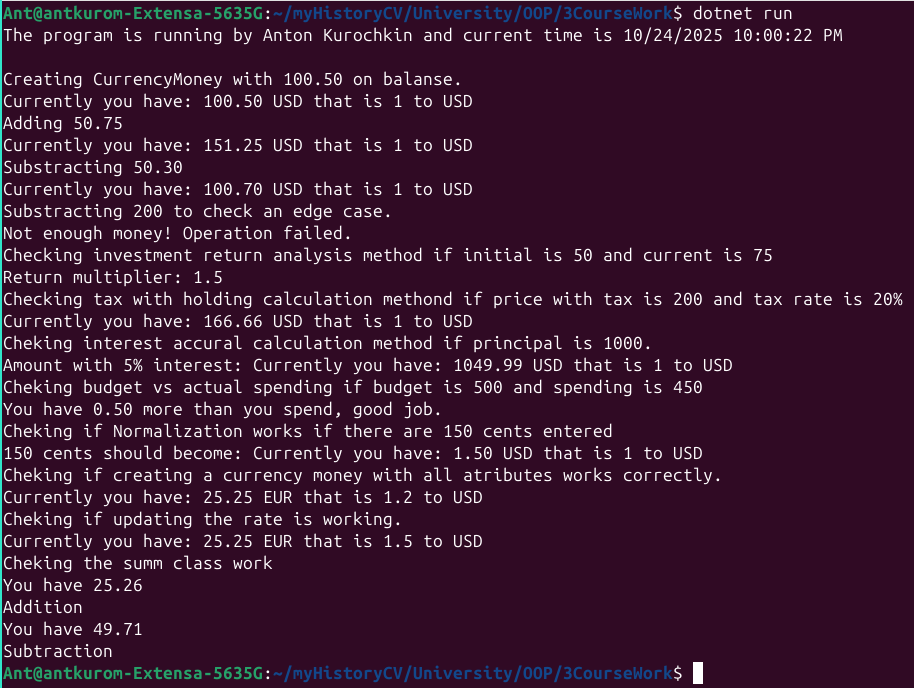 Ant@antkurom-Extensa-5635G:~/myHistoryCV/University/OOP/3CourseWork$ dotnet run
The program is running by Anton Kurochkin and current time is 10/24/2025 10:00:22 PM
Creating CurrencyMoney with 100.50 on balanse.
Currently you have: 100.50 USD that is 1 to USD
Adding 50.75
Currently you have: 151.25 USD that is 1 to USD
Substracting 50.30
Currently you have: 100.70 USD that is 1 to USD
Substracting 200 to check an edge case.
Not enough money! Operation failed.
Checking investment return analysis method if initial is 50 and current is 75
Return multiplier: 1.5
Checking tax with holding calculation methond if price with tax is 200 and tax rate is 20%
Currently you have: 166.66 USD that is 1 to USD
Cheking interest accural calculation method if principal is 1000.
Amount with 5% interest: Currently you have: 1049.99 USD that is 1 to USD
Cheking budget vs actual spending if budget is 500 and spending is 450
You have 0.50 more than you spend, good job.
Cheking if Normalization works if there are 150 cents entered
150 cents should become: Currently you have: 1.50 USD that is 1 to USD
Cheking if creating a currency money with all atributes works correctly.
Currently you have: 25.25 EUR that is 1.2 to USD
Cheking if updating the rate is working.
Currently you have: 25.25 EUR that is 1.5 to USD
Cheking the summ class work
You have 25.26
Addition
You have 49.71
Subtraction
Ant@antkurom-Extensa-5635G:~/myHistoryCV/University/OOP/3CourseWork$